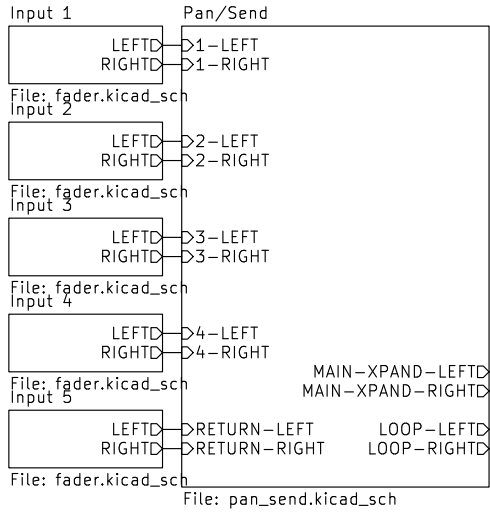 Input 1
Pan/Send
LEFT
1-LEFT
RIGHT
1-RIGHT
File: fader.kicad_sch
Input 2
LEFT
2-LEFT
RIGHT
2-RIGHT
File: fader.kicad_sch
Input 3
LEFT
3-LEFT
RIGHT
3-RIGHT
File: fader.kicad_sch
Input 4
LEFT
4-LEFT
RIGHT
4-RIGHT
MAIN-XPAND-LEFT
MAIN-XPAND-RIGHT
File: fader.kicad_sch
Input 5
LEFT
RETURN-LEFT
LOOP-LEFT
RIGHT
RETURN-RIGHT
LOOP-RIGHT
File: fader.kicad_sch
File: pan_send.kicad_sch